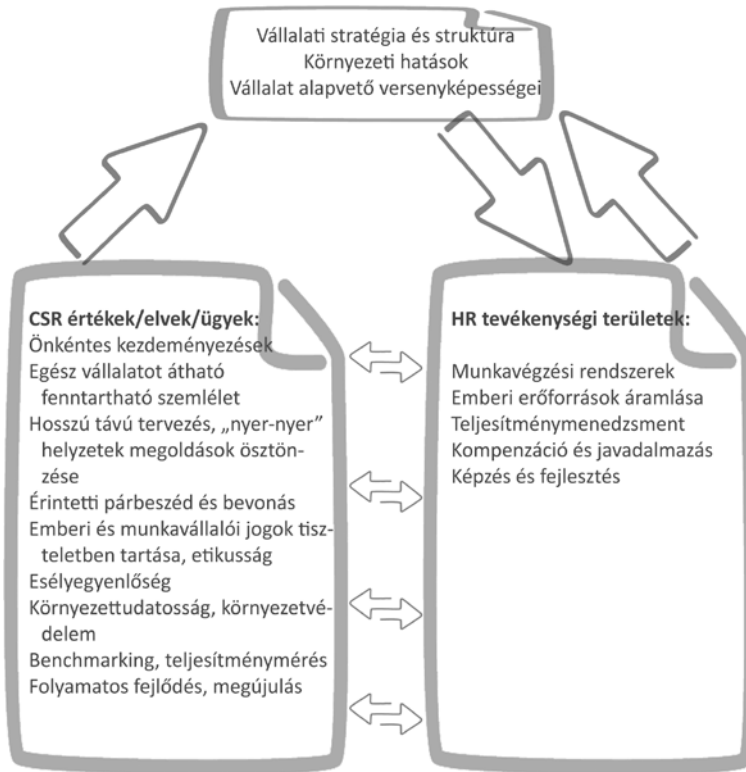 Vállalati stratégia és struktúra
Környezeti hatások
Vállalat alapvető versenyképességei
CSR értékek/elvek/ügyek:
Önkéntes kezdeményezések
Egész vállalatot átható
fenntartható szemlélet
Hosszú távú tervezés, „nyer-nyer”
helyzetek megoldások ösztön-
zése
Érintetti párbeszéd és bevonás
Emberi és munkavállalói jogok tisz-
teletben tartása, etikusság
Esélyegyenlőség
Környezettudatosság, környezetvé-
delem
Benchmarking, teljesítménymérés
Folyamatos fejlődés, megújulás
HR tevékenységi területek:
Munkavégzési rendszerek
Emberi erőforrások áramlása
Teljesítménymenedzsment
Kompenzáció és javadalmazás
Képzés és fejlesztés